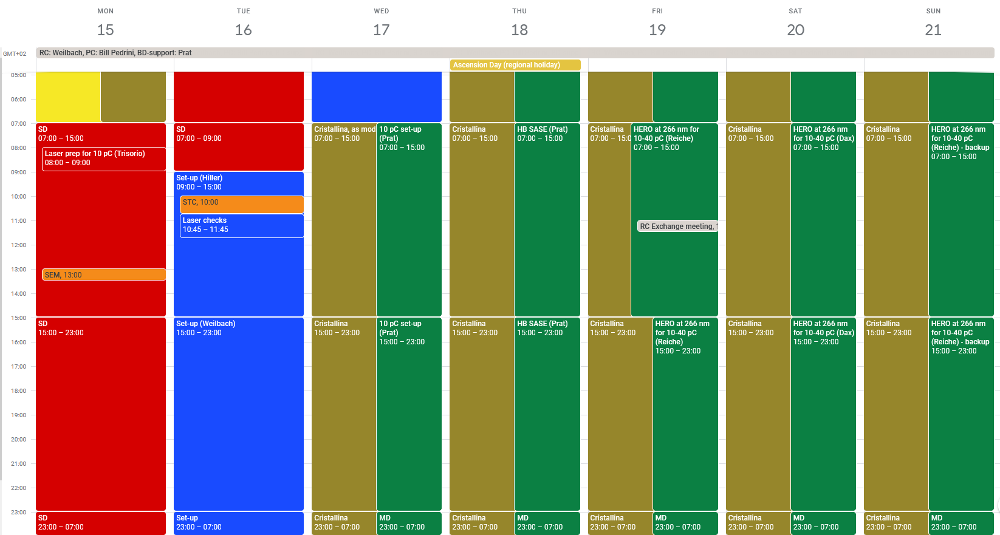 MON
15
TUE
16
WED
17
THU
18
FRI
19
SAT
20
SUN
21
GMT+02
RC: Weilbach, PC: Bill Pedrini, BD-support: Prat
Ascension Day (regional holiday)
05:00
06:00
07:00
08:00
09:00
10:00
11:00
12:00
13:00
14:00
15:00
16:00
17:00
18:00
19:00
20:00
21:00
22:00
23:00
SD
07:00 – 15:00
Laser prep for 10 pC (Trisorio)
08:00 – 09:00
SEM, 13:00
SD
15:00 – 23:00
SD
23:00 – 07:00
SD
07:00 – 09:00
Set-up (Hiller)
09:00 – 15:00
STC, 10:00
Laser checks
10:45 – 11:45
Set-up (Weilbach)
15:00 – 23:00
Set-up
23:00 – 07:00
Cristallina, as mod
07:00 – 15:00
10 pC set-up
(Prat)
07:00 – 15:00
Cristallina
15:00 – 23:00
10 pC set-up
(Prat)
15:00 – 23:00
Cristallina
23:00 – 07:00
MD
23:00 – 07:00
Cristallina
07:00 – 15:00
HB SASE (Prat)
07:00 – 15:00
Cristallina
15:00 – 23:00
HB SASE (Prat)
15:00 – 23:00
Cristallina
23:00 – 07:00
MD
23:00 – 07:00
Cristallina
07:00 – 15:0
HERO at 266 nm for
10-40 pC (Reiche)
07:00 – 15:00
RC Exchange meeting, 1
Cristallina
15:00 – 23:00
HERO at 266 nm
for 10-40 pC
(Reiche)
15:00 – 23:00
Cristallina
23:00 – 07:00
MD
23:00 – 07:00
Cristallina
07:00 – 15:00
HERO at 266 nm
for 10-40 pC (Dax)
07:00 – 15:00
Cristallina
15:00 – 23:00
HERO at 266 nm
for 10-40 pC (Dax)
15:00 – 23:00
Cristallina
23:00 – 07:00
MD
23:00 – 07:00
Cristallina
07:00 – 15:00
HERO at 266 nm
for 10-40 pC
(Reiche) - backup
07:00 – 15:00
Cristallina
15:00 – 23:00
HERO at 266 nm
for 10-40 pC
(Reiche) - backup
15:00 – 23:00
Cristallina
23:00 – 07:00
MD
23:00 – 07:00